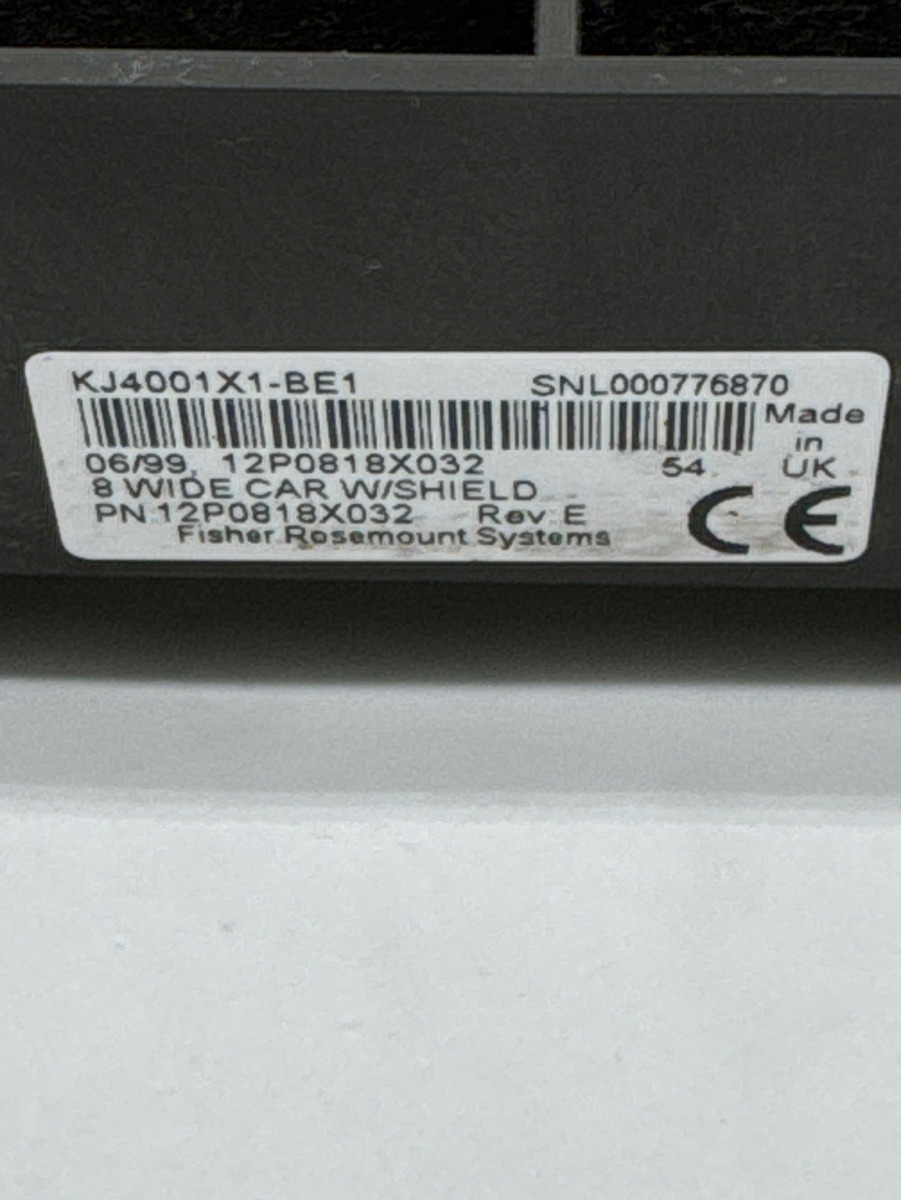 KJ4001X1-BE1 SNL000776870
Made
in
UK
06/99, 12P0818X032 54
8 WIDE CAR W/SHIELD
PN 12P0818X032 Rev E
Fisher Rosemount Systems
CE